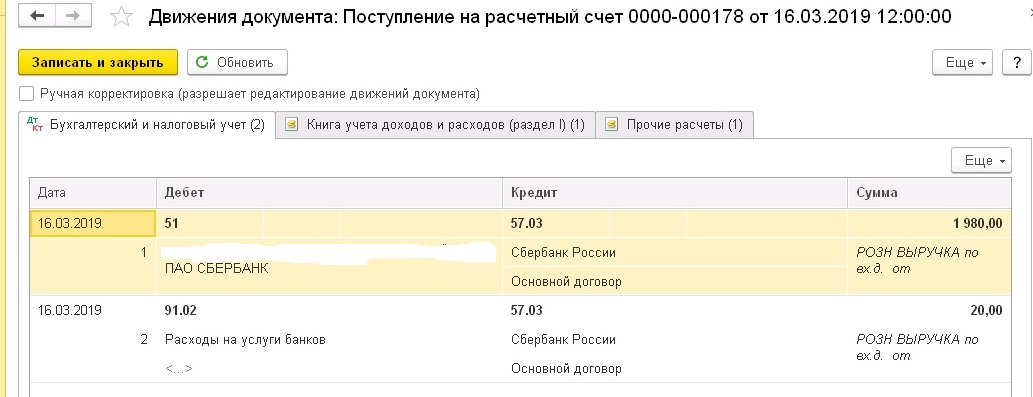 Движения документа: Поступление на расчетный счет 0000-000178 от 16.03.2019 12:00:00
Записать и закрыть Обновить Еще ?
Ручная корректировка (разрешает редактирование движений документа)
Дт Кт Бухгалтерский и налоговый учет (2) Книга учета доходов и расходов (раздел I) (1) Прочие расчеты (1)
Еще
Дата Дебет Кредит Сумма
16.03.2019 51 57.03 1 980,00
1 Сбербанк России РОЗН ВЫРУЧКА по
ПАО СБЕРБАНК вх.д. от
Основной договор
16.03.2019 91.02 57.03 20,00
2 Расходы на услуги банков Сбербанк России РОЗН ВЫРУЧКА по
вх.д. от
<...> Основной договор